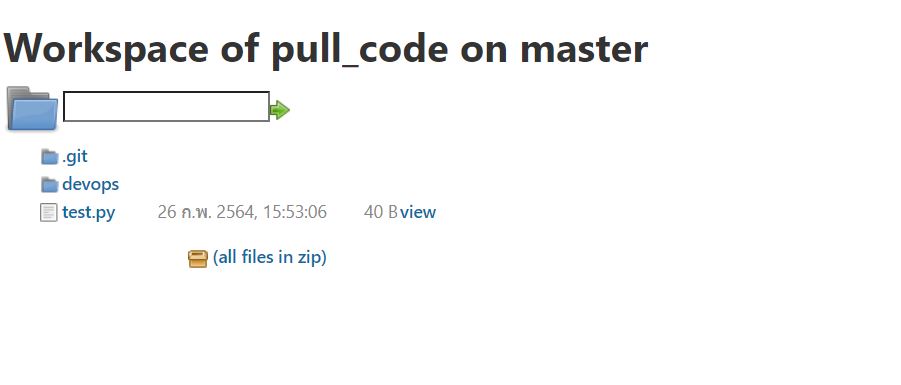 Workspace of pull_code on master
.git
devops
test.py 26 ก.พ. 2564, 15:53:06 40 B view
(all files in zip)